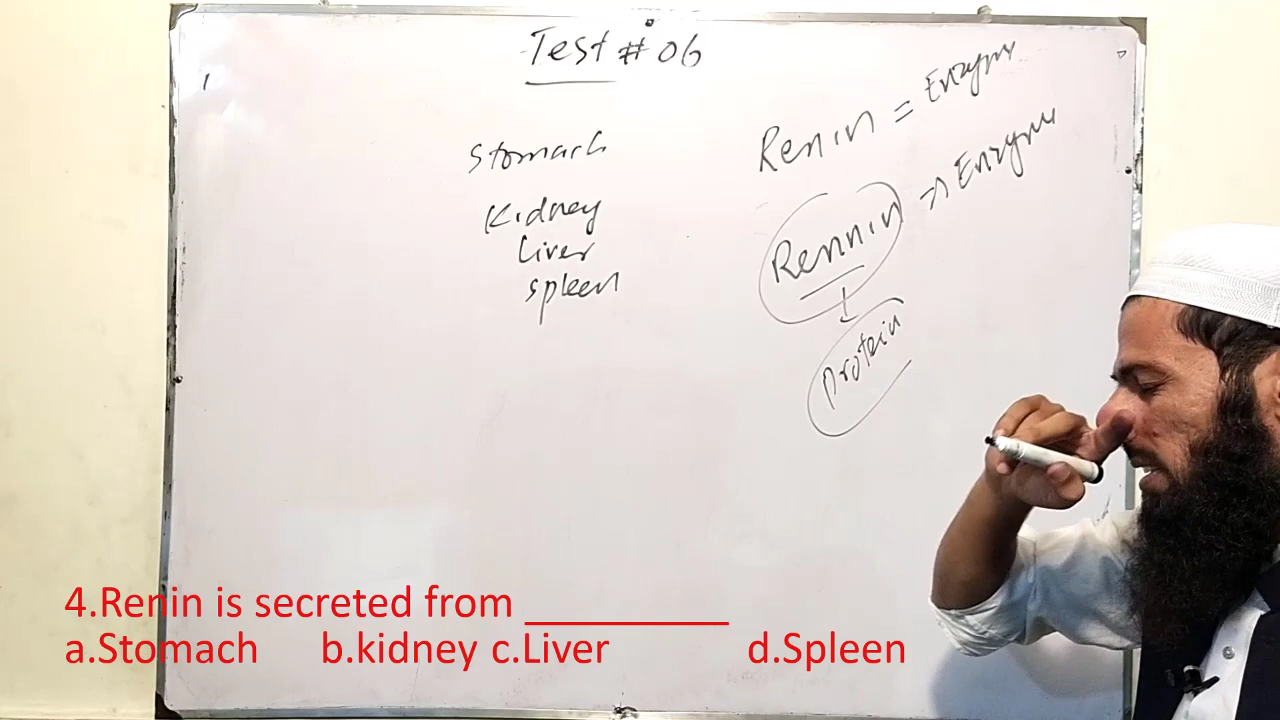 Test # 06
1
Stomach
Kidney
Liver
Spleen
Renin = Enzyme
Rennin → Enzyme
protein
4.Renin is secreted from __________
a.Stomach b.kidney c.Liver d.Spleen